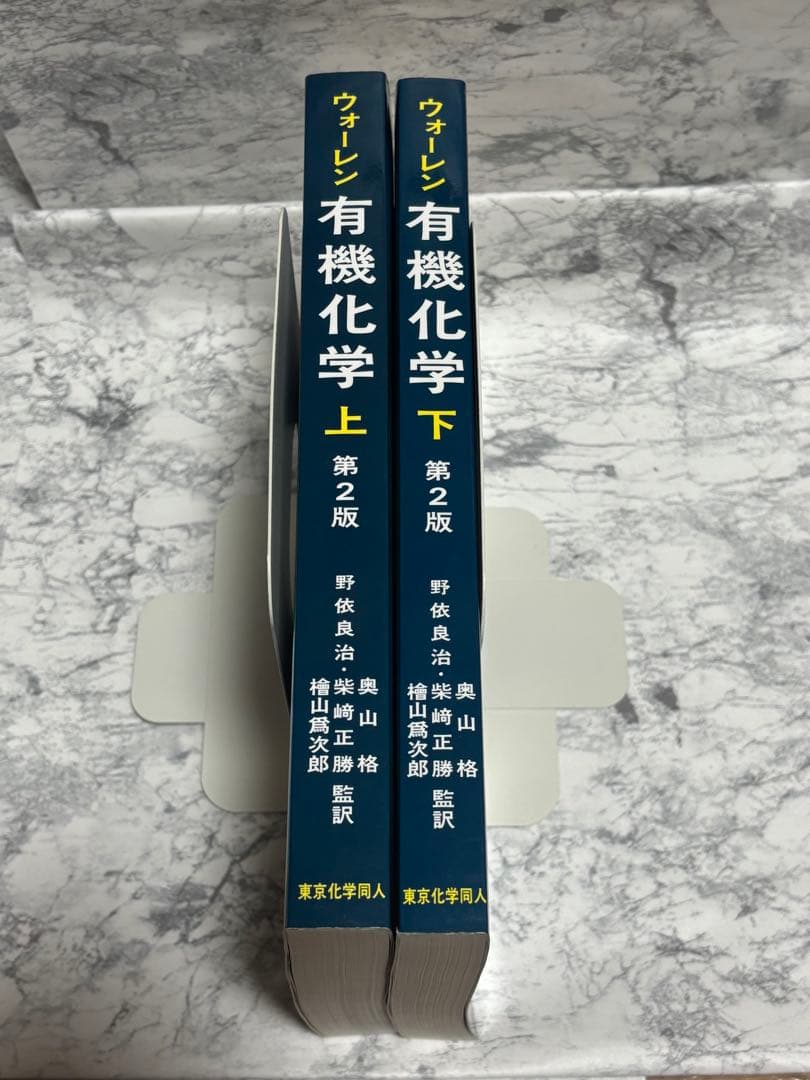 ウォーレン
有機化学
上
第2版
野依良治・奥山格
柴﨑正勝
檜山爲次郎
監訳
東京化学同人
ウォーレン
有機化学
下
第2版
野依良治・奥山格
柴﨑正勝
檜山爲次郎
監訳
東京化学同人